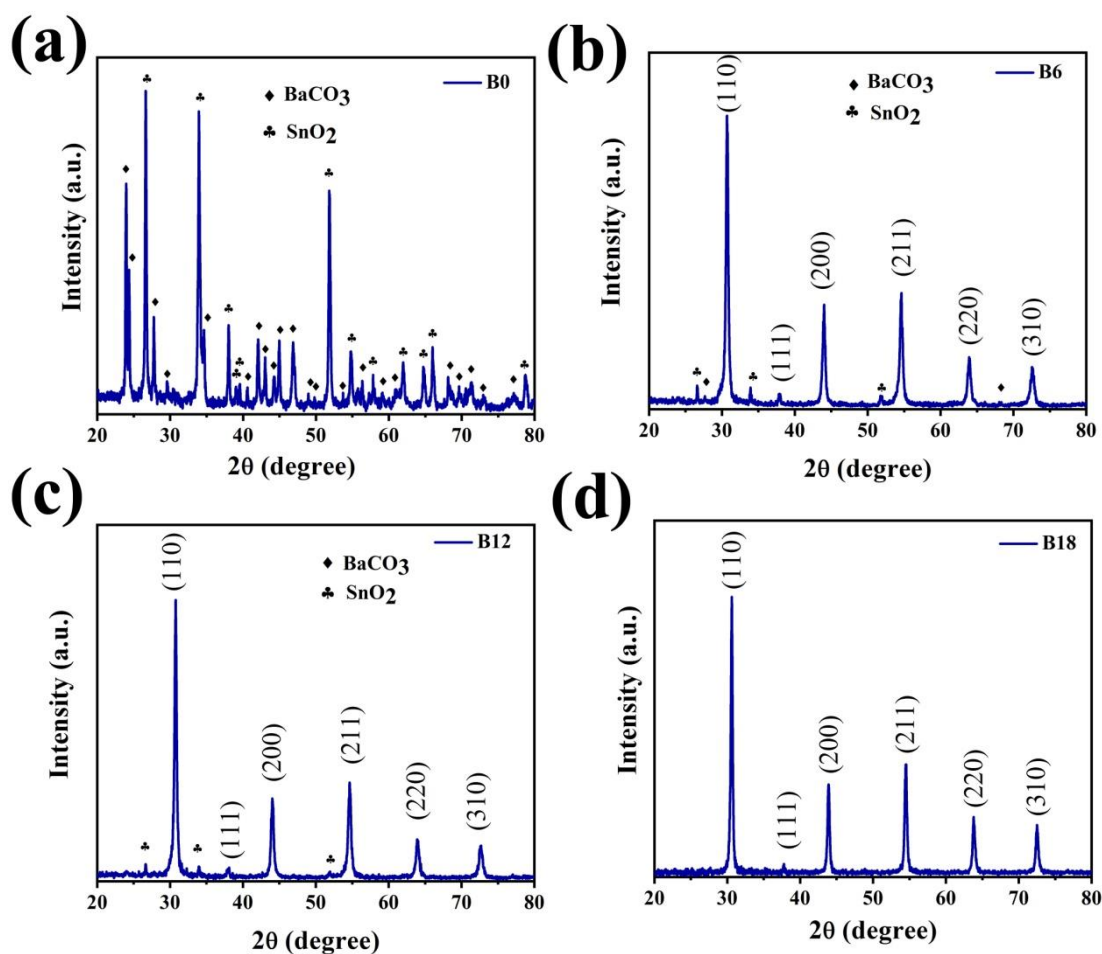 (a)
B0
♦ BaCO3
♣ SnO2
Intensity (a.u.)
20 30 40 50 60 70 80
2θ (degree)
(b)
B6
♦ BaCO3
♣ SnO2
(110)
(111)
(200)
(211)
(220)
(310)
Intensity (a.u.)
20 30 40 50 60 70 80
2θ (degree)
(c)
B12
♦ BaCO3
♣ SnO2
(110)
(111)
(200)
(211)
(220)
(310)
Intensity (a.u.)
20 30 40 50 60 70 80
2θ (degree)
(d)
B18
(110)
(111)
(200)
(211)
(220)
(310)
Intensity (a.u.)
20 30 40 50 60 70 80
2θ (degree)